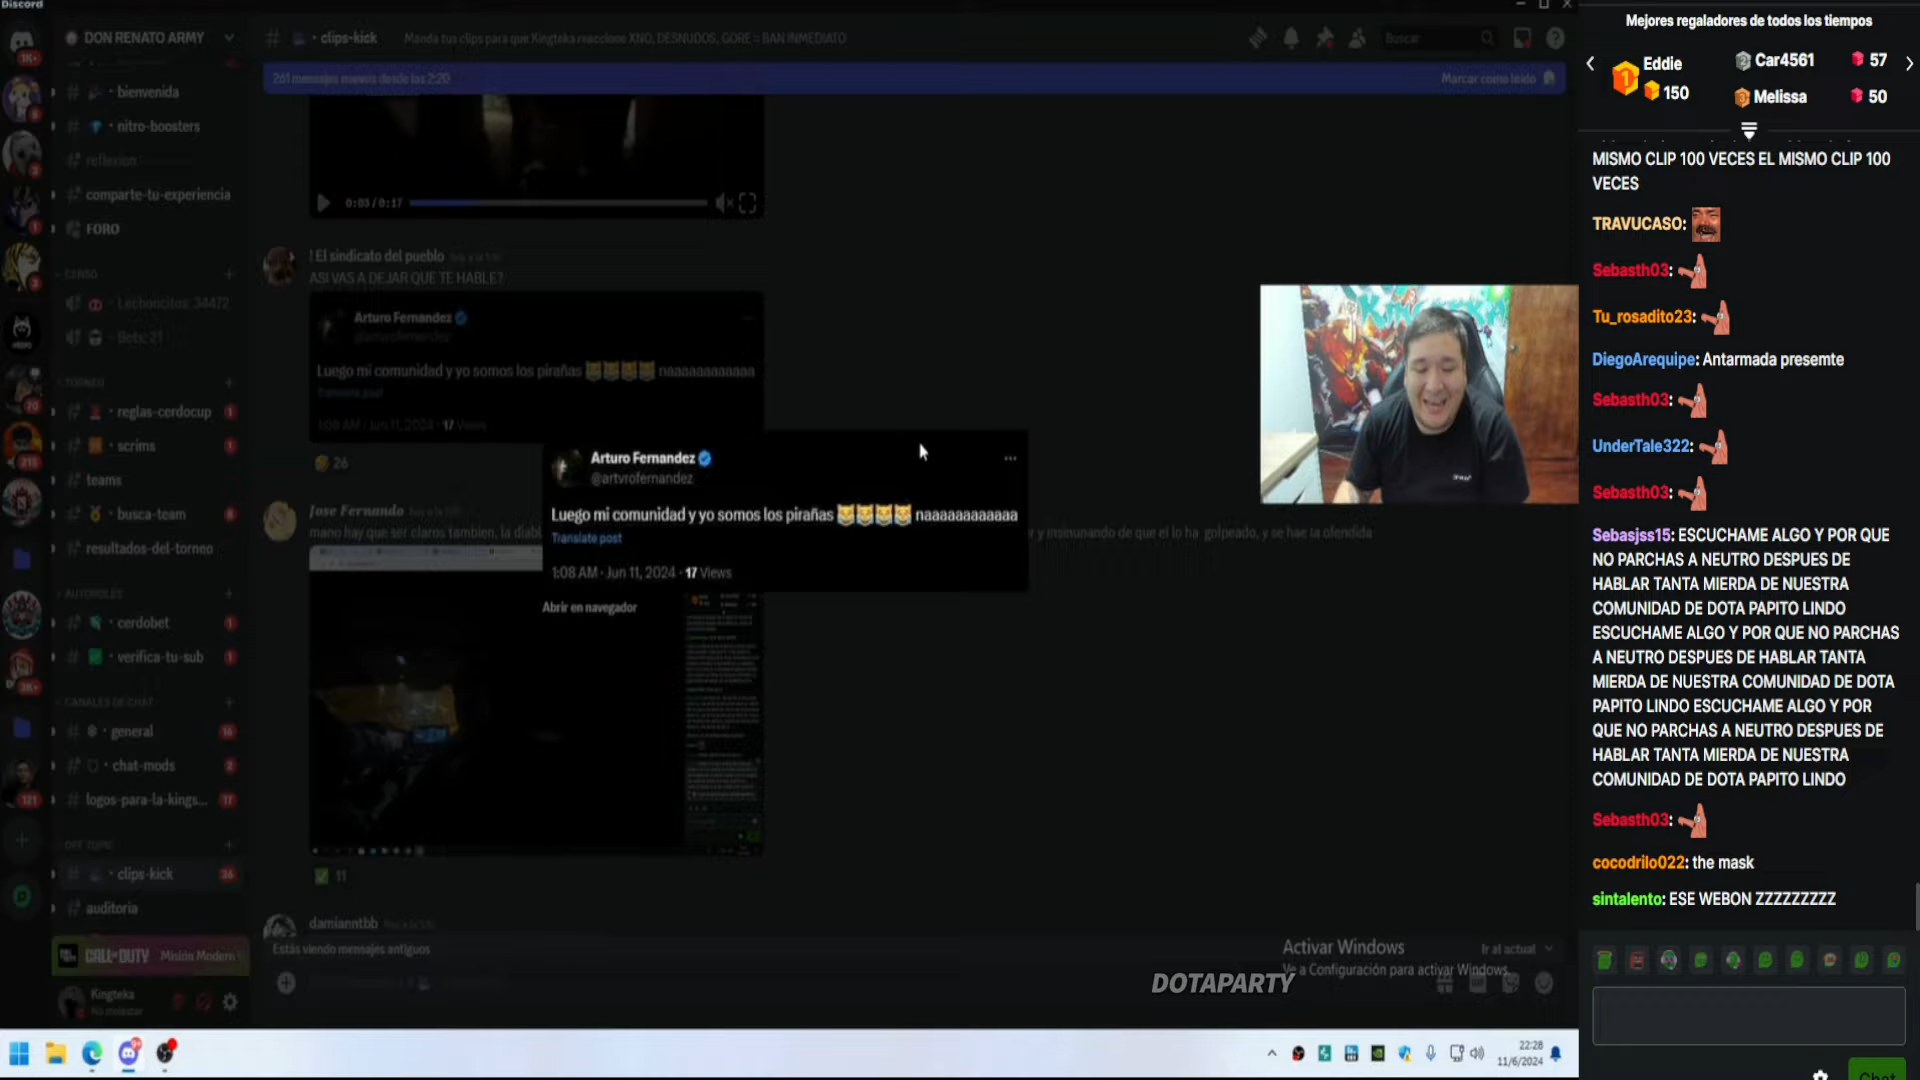 Discord
DON RENATO ARMY
bienvenida
nitro-boosters
reflexion
comparte-tu-experiencia
FORO
CENSO
Lechoncitos: 34472
Bets: 21
TORNEO
reglas-cerdocup
scrims
teams
busca-team
resultados-del-torneo
AUTOROLES
cerdobet
verifica-tu-sub
CANALES DE CHAT
general
chat-mods
logos-para-la-kings...
OFF TOPIC
clips-kick
auditoria
CALL OF DUTY Misión Modern
Kingteka
No molestar
# clips-kick Manda tus clips para que Kingteka reaccione XNO, DESNUDOS, GORE = BAN INMEDIATO
Buscar
261 mensajes nuevos desde las 2:20
Marcar como leído
0:03 / 0:17
! El sindicato del pueblo
ASI VAS A DEJAR QUE TE HABLE?
Arturo Fernandez
@artvrofernandez
Luego mi comunidad y yo somos los pirañas 😹😹😹😹 naaaaaaaaaaaa
Translate post
1:08 AM · Jun 11, 2024 · 17 Views
26
Arturo Fernandez
@artvrofernandez
Luego mi comunidad y yo somos los pirañas 😹😹😹😹 naaaaaaaaaaaa
Translate post
1:08 AM · Jun 11, 2024 · 17 Views
Abrir en navegador
Jose Fernando
mano hay que ser claros tambien, la diabl
r y insinunando de que el lo ha golpeado, y se hae la ofendida
11
damianntbb
Estás viendo mensajes antiguos
Ir al actual
Activar Windows
Ve a Configuración para activar Windows.
DOTAPARTY
22:28
11/6/2024
Mejores regaladores de todos los tiempos
Eddie
150
Car4561 57
Melissa 50
MISMO CLIP 100 VECES EL MISMO CLIP 100
VECES
TRAVUCASO:
Sebasth03:
Tu_rosadito23:
DiegoArequipe: Antarmada presemte
Sebasth03:
UnderTale322:
Sebasth03:
Sebasjss15: ESCUCHAME ALGO Y POR QUE
NO PARCHAS A NEUTRO DESPUES DE
HABLAR TANTA MIERDA DE NUESTRA
COMUNIDAD DE DOTA PAPITO LINDO
ESCUCHAME ALGO Y POR QUE NO PARCHAS
A NEUTRO DESPUES DE HABLAR TANTA
MIERDA DE NUESTRA COMUNIDAD DE DOTA
PAPITO LINDO ESCUCHAME ALGO Y POR
QUE NO PARCHAS A NEUTRO DESPUES DE
HABLAR TANTA MIERDA DE NUESTRA
COMUNIDAD DE DOTA PAPITO LINDO
Sebasth03:
cocodrilo022: the mask
sintalento: ESE WEBON ZZZZZZZZZ
Chat